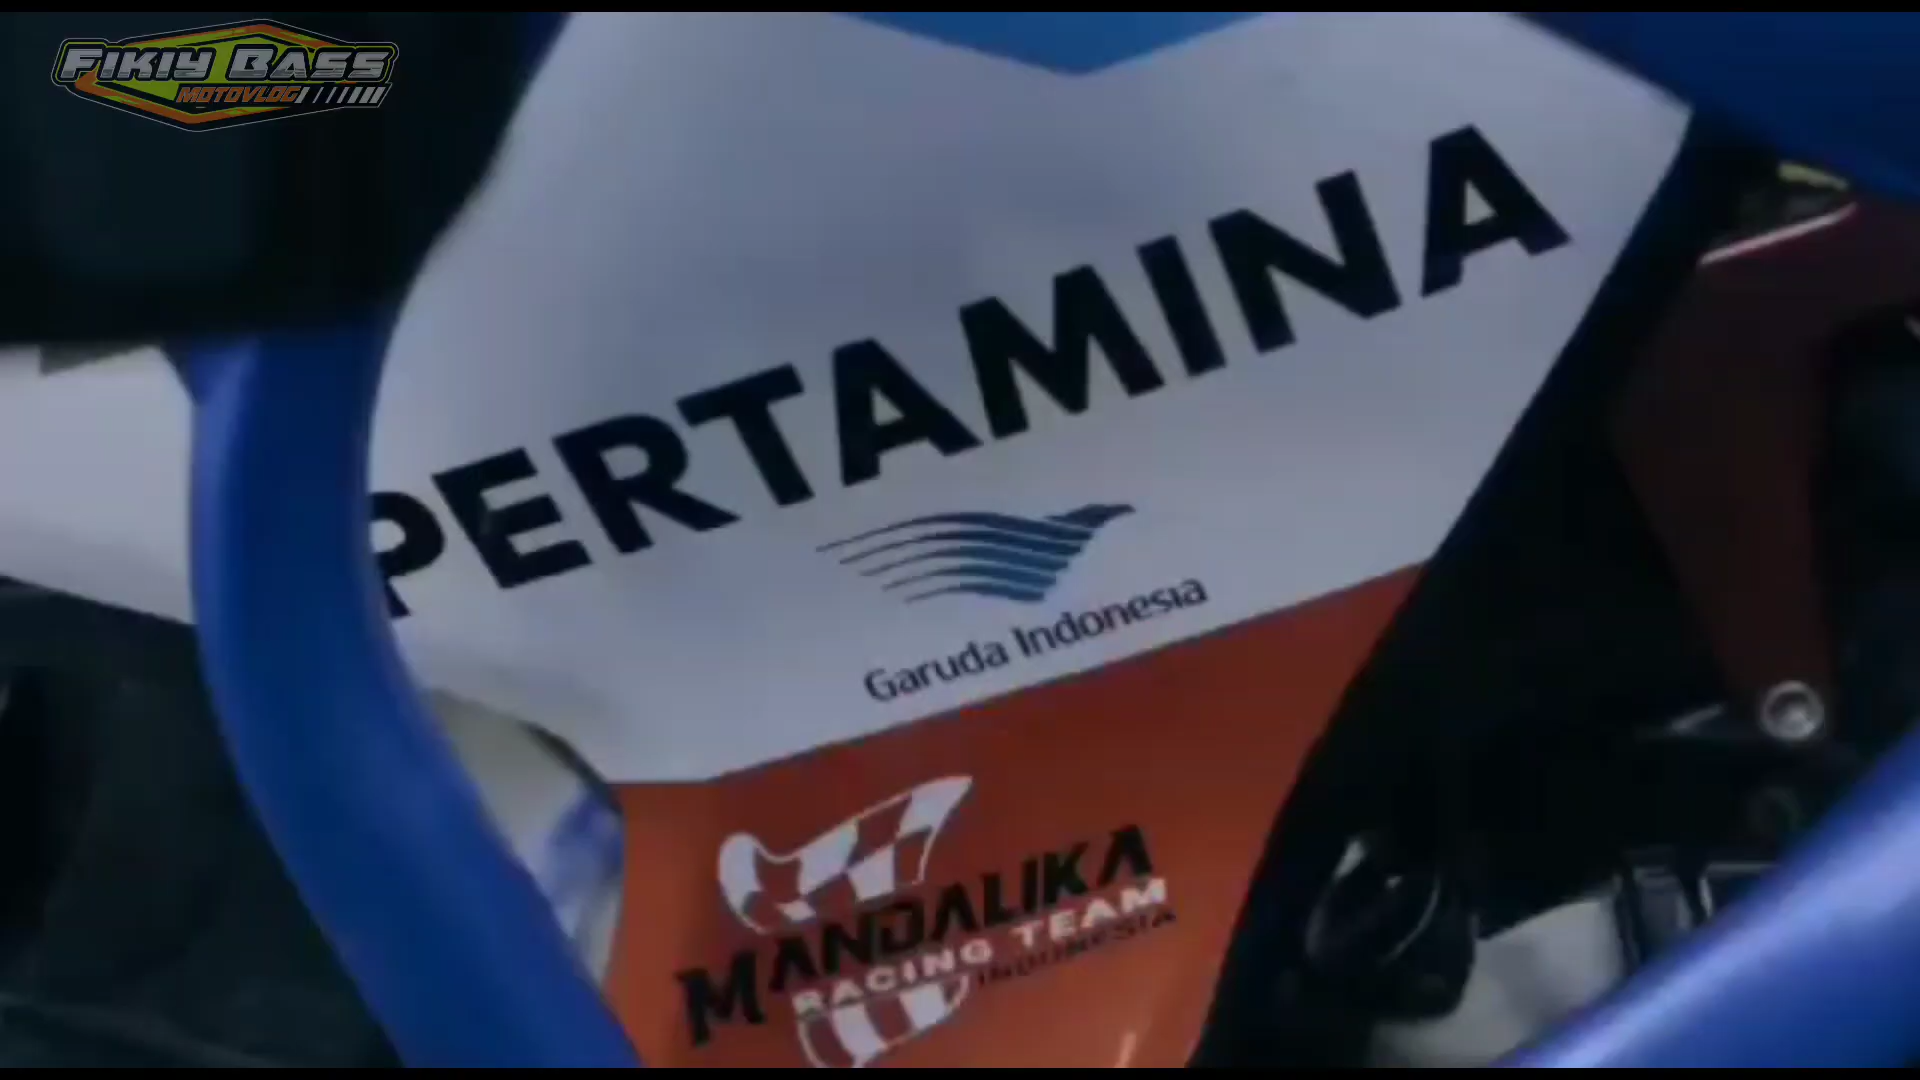 FIKIY BASS
MOTOVLOG
PERTAMINA
Garuda Indonesia
MANDALIKA
RACING TEAM
INDONESIA